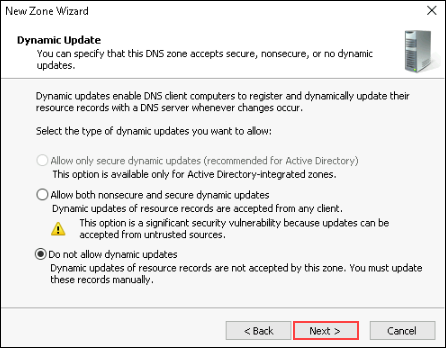 New Zone Wizard
Dynamic Update
You can specify that this DNS zone accepts secure, nonsecure, or no dynamic
updates.
Dynamic updates enable DNS client computers to register and dynamically update their
resource records with a DNS server whenever changes occur.
Select the type of dynamic updates you want to allow:
Allow only secure dynamic updates (recommended for Active Directory)
This option is available only for Active Directory-integrated zones.
Allow both nonsecure and secure dynamic updates
Dynamic updates of resource records are accepted from any client.
This option is a significant security vulnerability because updates can be
accepted from untrusted sources.
Do not allow dynamic updates
Dynamic updates of resource records are not accepted by this zone. You must update
these records manually.
< Back Next > Cancel